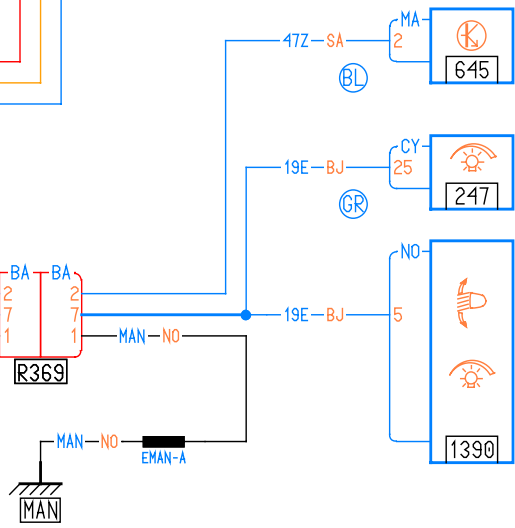 MA
47Z SA 2
BL
645
CY
19E BJ 25
GR
247
NO
BA BA
2 2
7 7 19E BJ 5
1 1 MAN NO
R369
MAN NO
EMAN-A
1390
MAN